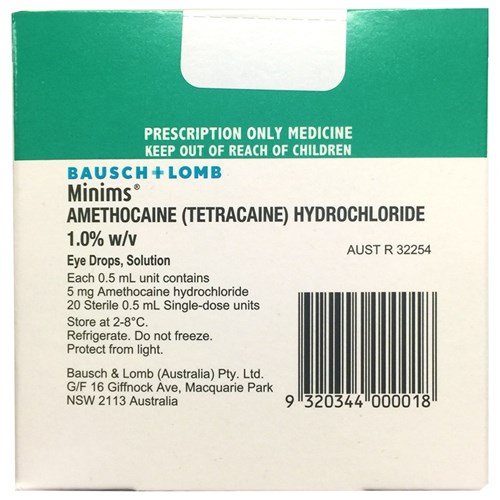 PRESCRIPTION ONLY MEDICINE
KEEP OUT OF REACH OF CHILDREN
BAUSCH + LOMB
Minims®
AMETHOCAINE (TETRACAINE) HYDROCHLORIDE
1.0% w/v
AUST R 32254
Eye Drops, Solution
Each 0.5 mL unit contains
5 mg Amethocaine hydrochloride
20 Sterile 0.5 mL Single-dose units
Store at 2-8°C.
Refrigerate. Do not freeze.
Protect from light.
Bausch & Lomb (Australia) Pty. Ltd.
G/F 16 Giffnock Ave, Macquarie Park
NSW 2113 Australia
9 320344 000018